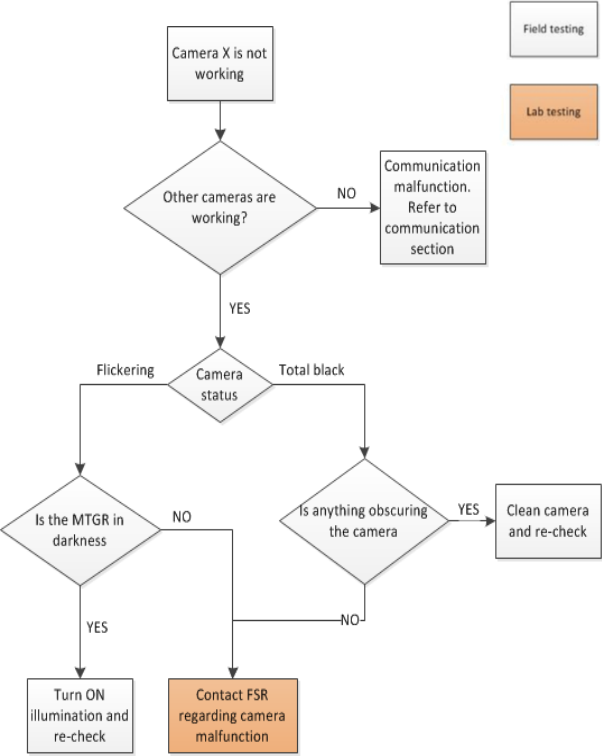 Field testing
Camera X is not
working
Lab testing
Other cameras are
working?
NO
Communication
malfunction.
Refer to
communication
section
YES
Flickering
Camera
status
Total black
Is the MTGR in
darkness
NO
Is anything obscuring
the camera
YES
Clean camera
and re-check
YES
NO
Turn ON
illumination and
re-check
Contact FSR
regarding camera
malfunction